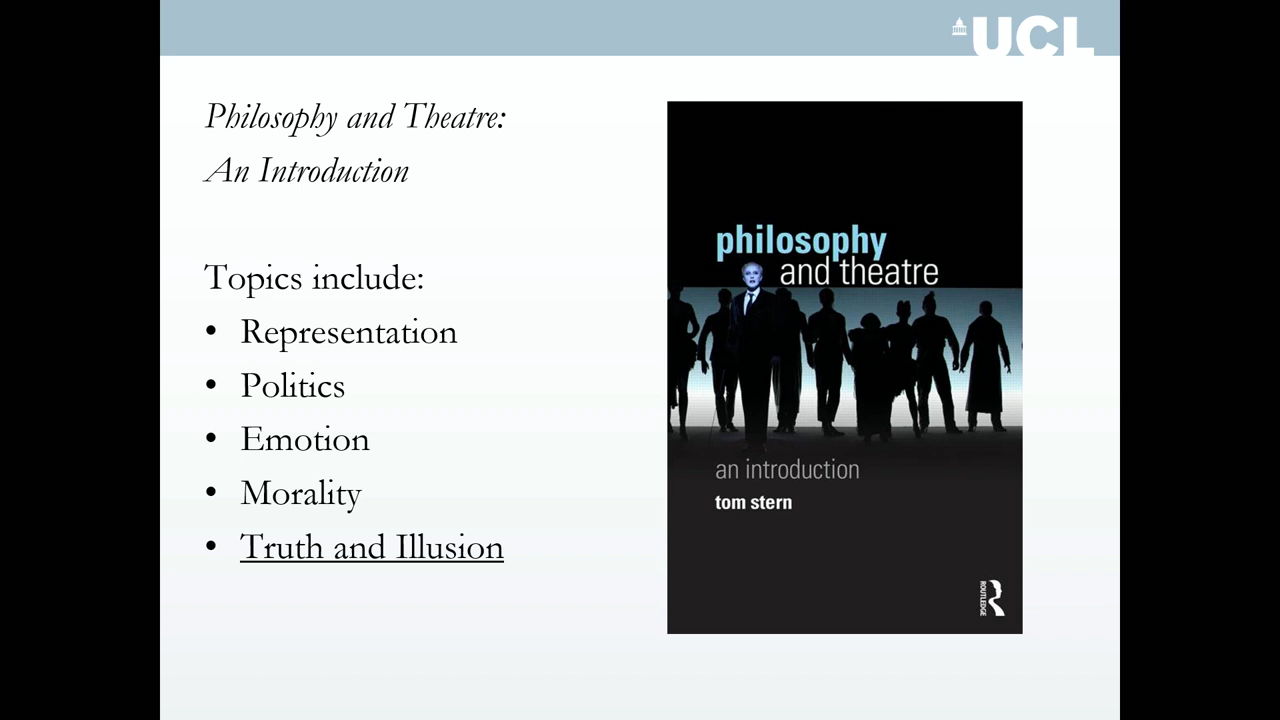 UCL
Philosophy and Theatre:
An Introduction
Topics include:
• Representation
• Politics
• Emotion
• Morality
• Truth and Illusion
philosophy
and theatre
an introduction
tom stern
ROUTLEDGE